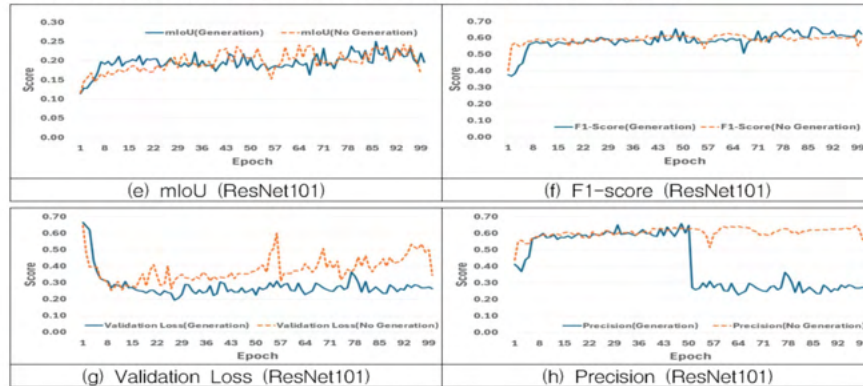 0.30
0.25
0.20
0.15
0.10
0.05
0.00
Score
mIoU(Generation) mIoU(No Generation)
1 8 15 22 29 36 43 50 57 64 71 78 85 92 99
Epoch
(e) mIoU (ResNet101)
0.70
0.60
0.50
0.40
0.30
0.20
0.10
0.00
Score
F1-Score(Generation) F1-Score(No Generation)
1 8 15 22 29 36 43 50 57 64 71 78 85 92 99
Epoch
(f) F1-score (ResNet101)
0.70
0.60
0.50
0.40
0.30
0.20
0.10
0.00
Score
Validation Loss(Generation) Validation Loss(No Generation)
1 8 15 22 29 36 43 50 57 64 71 78 85 92 99
Epoch
(g) Validation Loss (ResNet101)
0.70
0.60
0.50
0.40
0.30
0.20
0.10
0.00
Score
Precision(Generation) Precision(No Generation)
1 8 15 22 29 36 43 50 57 64 71 78 85 92 99
Epoch
(h) Precision (ResNet101)